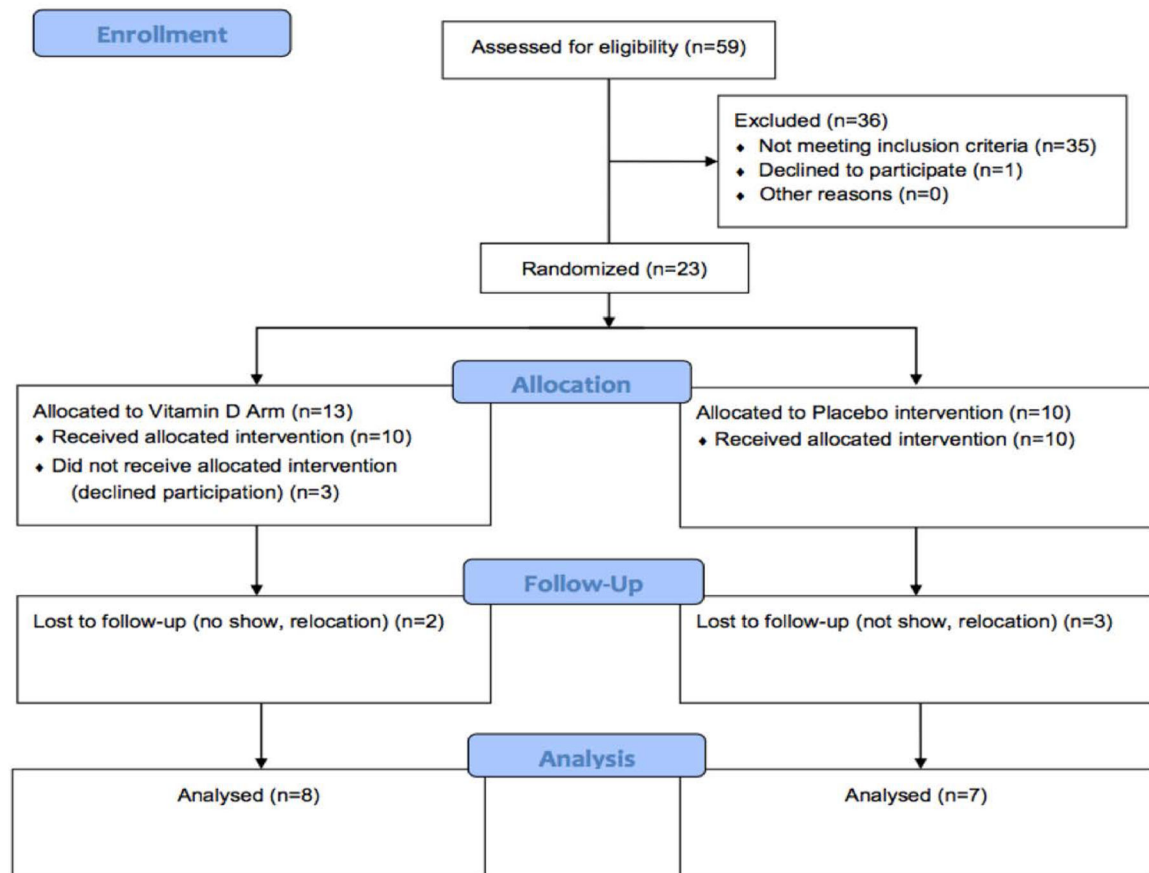 Enrollment
Assessed for eligibility (n=59)
Excluded (n=36)
⬧ Not meeting inclusion criteria (n=35)
⬧ Declined to participate (n=1)
⬧ Other reasons (n=0)
Randomized (n=23)
Allocation
Allocated to Vitamin D Arm (n=13)
⬧ Received allocated intervention (n=10)
⬧ Did not receive allocated intervention
(declined participation) (n=3)
Allocated to Placebo intervention (n=10)
⬧ Received allocated intervention (n=10)
Follow-Up
Lost to follow-up (no show, relocation) (n=2)
Lost to follow-up (not show, relocation) (n=3)
Analysis
Analysed (n=8)
Analysed (n=7)